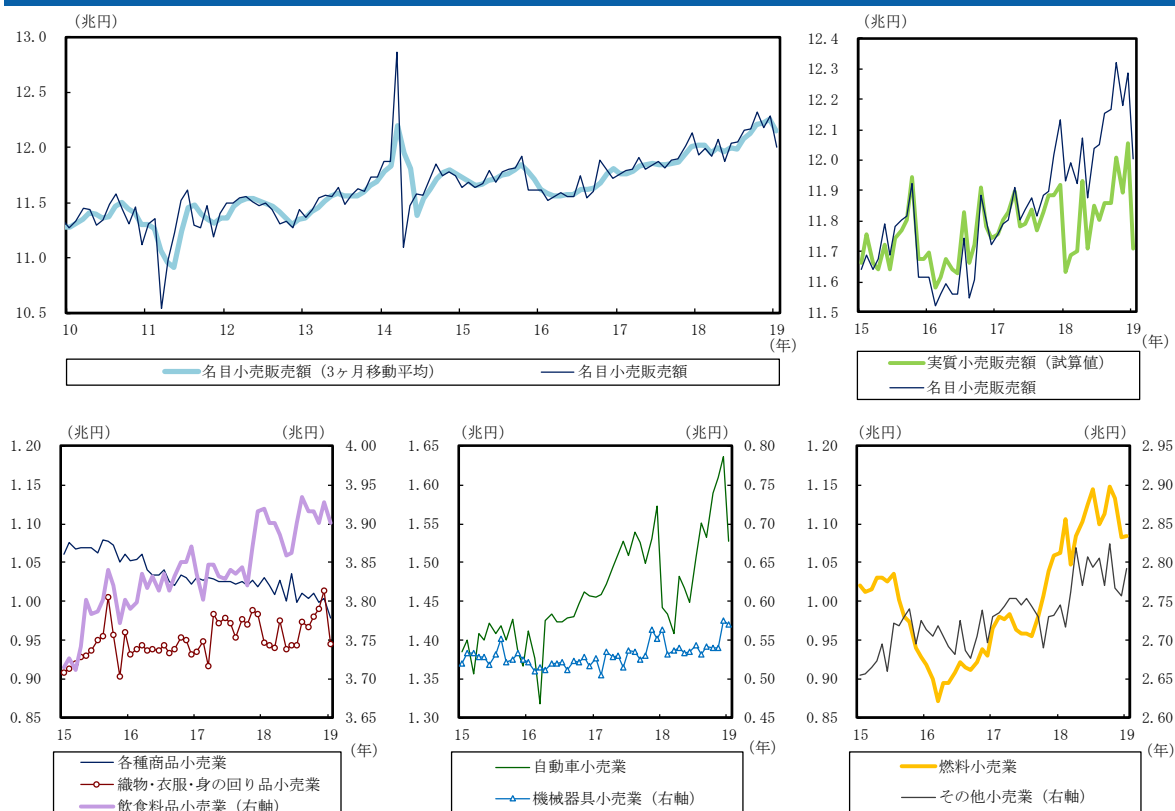 (兆円)
13.0
12.5
12.0
11.5
11.0
10.5
10 11 12 13 14 15 16 17 18 19
(年)
名目小売販売額(3ヶ月移動平均) 名目小売販売額
(兆円)
12.4
12.3
12.2
12.1
12.0
11.9
11.8
11.7
11.6
11.5
15 16 17 18 19
(年)
実質小売販売額(試算値)
名目小売販売額
(兆円) (兆円)
1.20 4.00
1.15 3.95
1.10 3.90
1.05 3.85
1.00 3.80
0.95 3.75
0.90 3.70
0.85 3.65
15 16 17 18 19
(年)
各種商品小売業
織物・衣服・身の回り品小売業
飲食料品小売業(右軸)
(兆円) (兆円)
1.65 0.80
1.60 0.75
1.55 0.70
1.50 0.65
1.45 0.60
1.40 0.55
1.35 0.50
1.30 0.45
15 16 17 18 19
(年)
自動車小売業
機械器具小売業(右軸)
(兆円) (兆円)
1.20 2.95
1.15 2.90
1.10 2.85
1.05 2.80
1.00 2.75
0.95 2.70
0.90 2.65
0.85 2.60
15 16 17 18 19
(年)
燃料小売業
その他小売業(右軸)